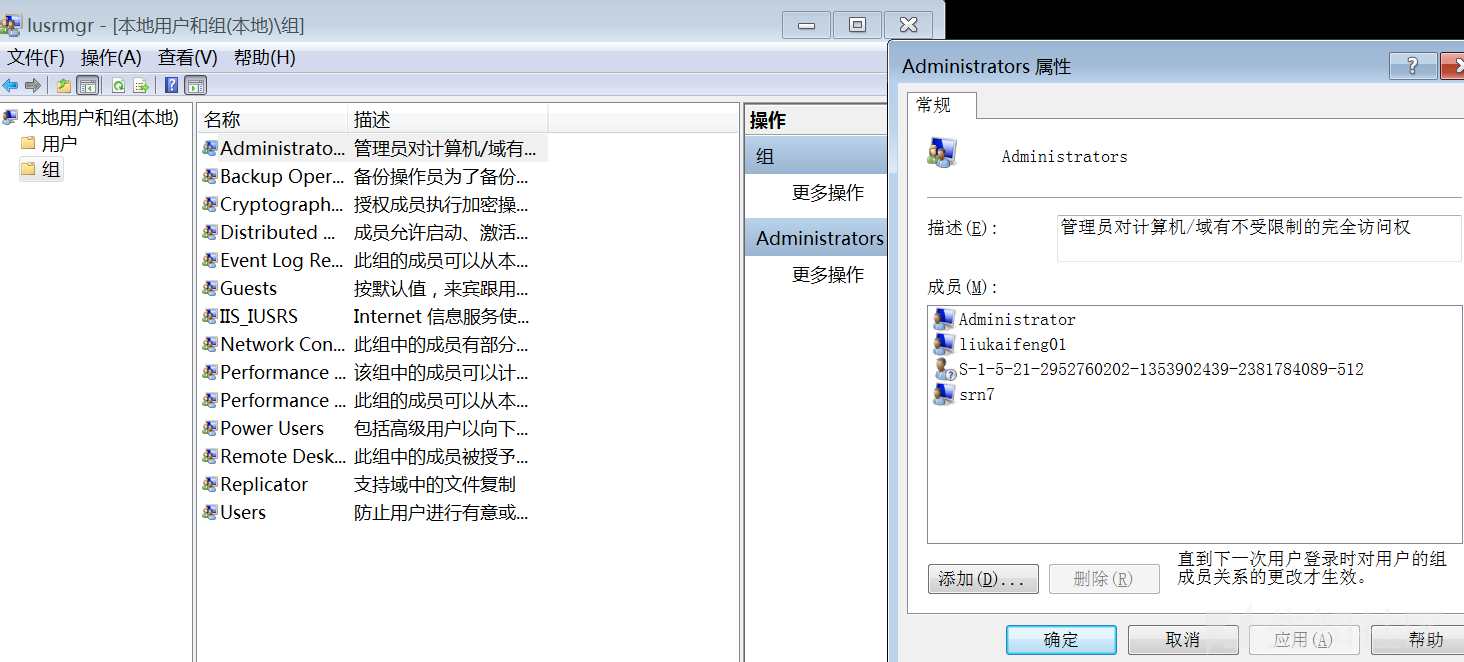 lusrmgr - [本地用户和组(本地)\组]
文件(F) 操作(A) 查看(V) 帮助(H)
本地用户和组(本地)
用户
组
名称 描述
Administrato... 管理员对计算机/域有...
Backup Oper... 备份操作员为了备份...
Cryptograph... 授权成员执行加密操...
Distributed ... 成员允许启动、激活...
Event Log Re... 此组的成员可以从本...
Guests 按默认值，来宾跟用...
IIS_IUSRS Internet 信息服务使...
Network Con... 此组中的成员有部分...
Performance ... 该组中的成员可以计...
Performance ... 此组的成员可以从本...
Power Users 包括高级用户以向下...
Remote Desk... 此组中的成员被授予...
Replicator 支持域中的文件复制
Users 防止用户进行有意或...
操作
组
更多操作
Administrators
更多操作
Administrators 属性
常规
Administrators
描述(E): 管理员对计算机/域有不受限制的完全访问权
成员(M):
Administrator
liukaifeng01
S-1-5-21-2952760202-1353902439-2381784089-512
srn7
添加(D)... 删除(R) 直到下一次用户登录时对用户的组
成员关系的更改才生效。
确定 取消 应用(A) 帮助